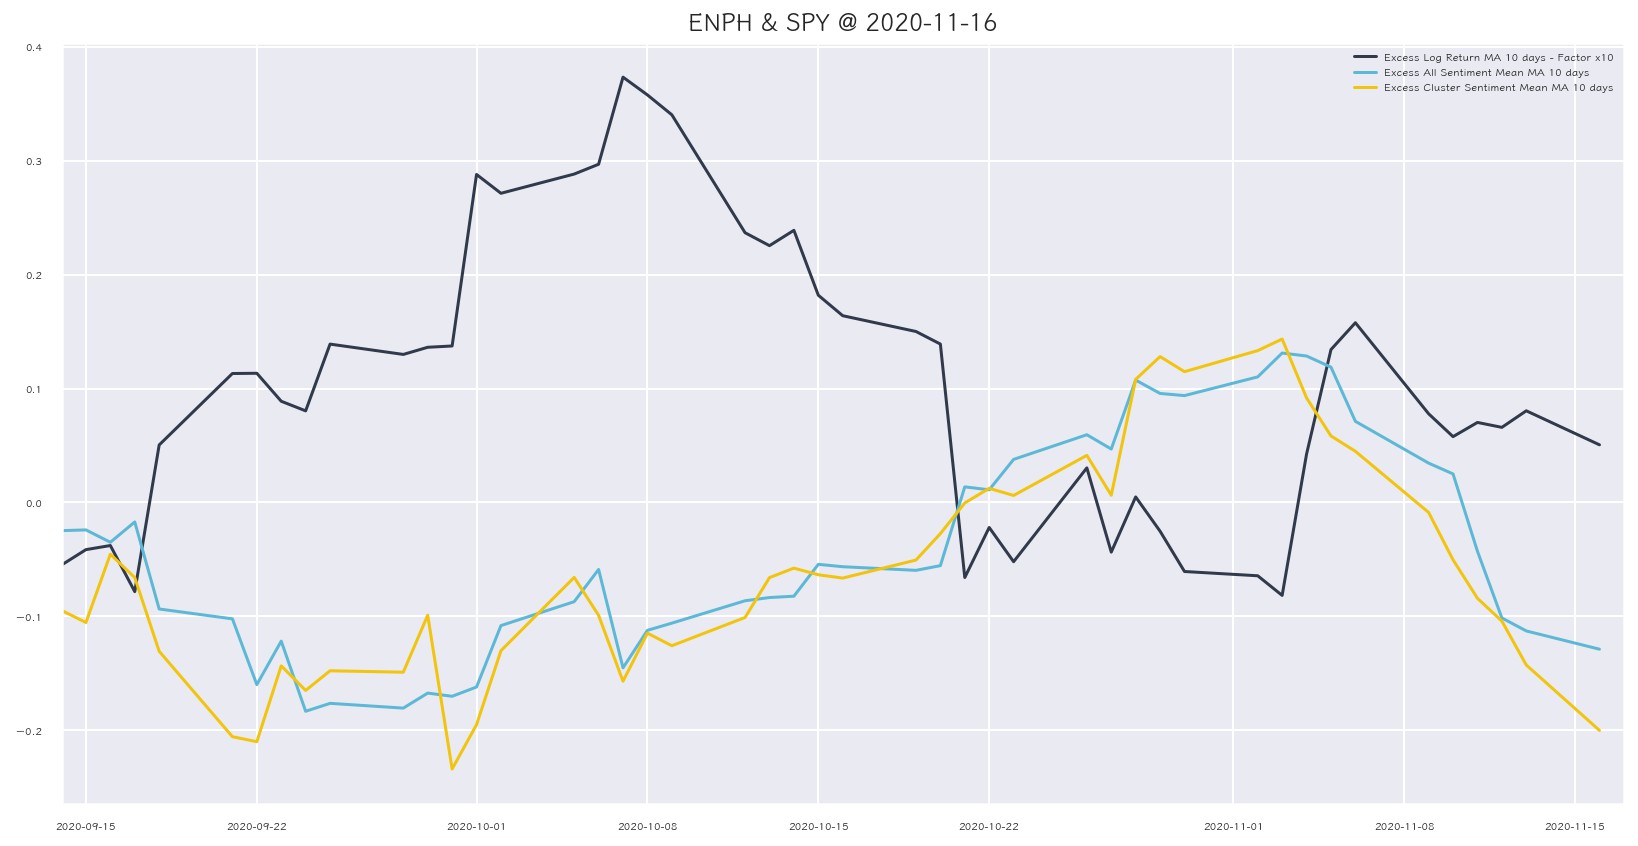 ENPH & SPY @ 2020-11-16
Excess Log Return MA 10 days - Factor x10
Excess All Sentiment Mean MA 10 days
Excess Cluster Sentiment Mean MA 10 days
0.4
0.3
0.2
0.1
0.0
−0.1
−0.2
2020-09-15 2020-09-22 2020-10-01 2020-10-08 2020-10-15 2020-10-22 2020-11-01 2020-11-08 2020-11-15